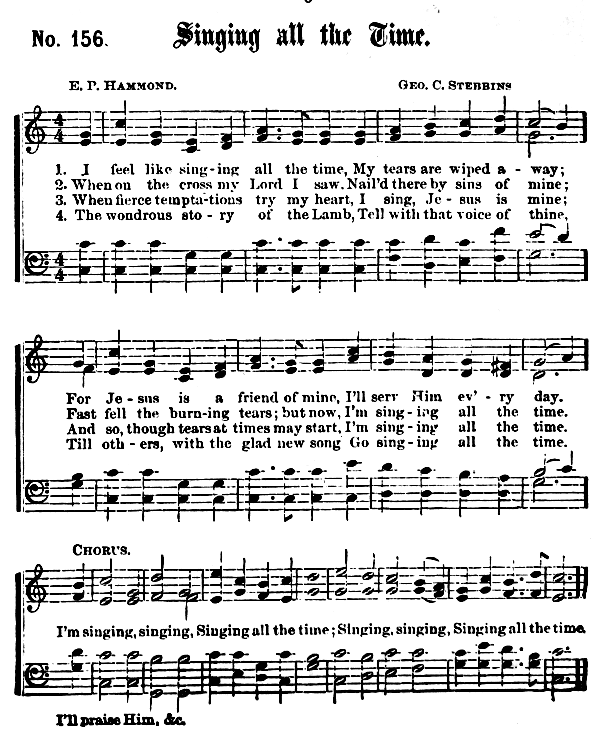 No. 156. Singing all the Time.
E. P. HAMMOND. GEO. C. STEBBINS
1. I feel like sing-ing all the time, My tears are wiped a - way;
2. When on the cross my Lord I saw. Nail'd there by sins of mine;
3. When fierce tempta-tions try my heart, I sing, Je - sus is mine;
4. The wondrous sto - ry of the Lamb, Tell with that voice of thine,
For Je - sus is a friend of mine, I'll serv Him ev' - ry day.
Fast fell the burn-ing tears; but now, I'm sing - ing all the time.
And so, though tears at times may start, I'm sing - ing all the time.
Till oth - ers, with the glad new song Go sing - ing all the time.
CHORUS.
I'm singing, singing, Singing all the time; Singing, singing, Singing all the time.
I'll praise Him, &c.